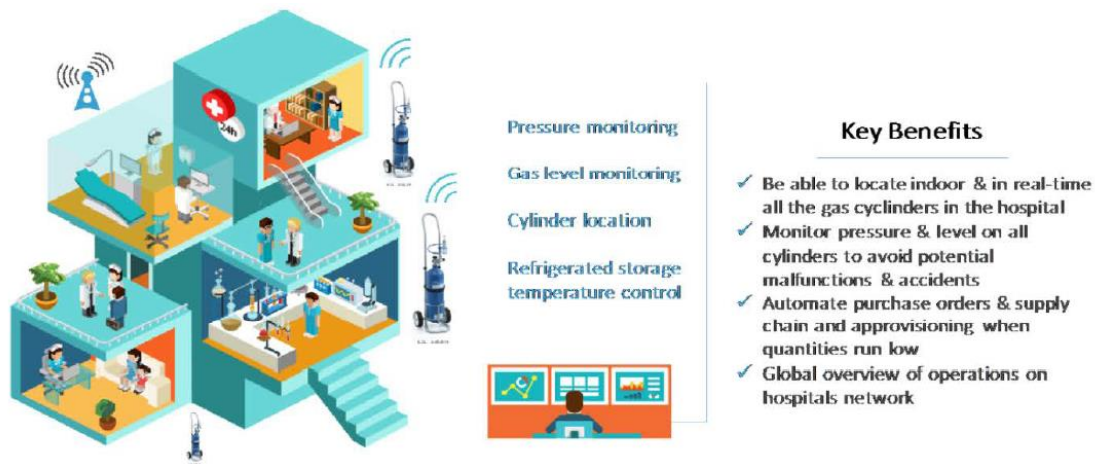 24h
Pressure monitoring
Gas level monitoring
Cylinder location
Refrigerated storage
temperature control
Key Benefits
✓ Be able to locate indoor & in real-time
all the gas cyclinders in the hospital
✓ Monitor pressure & level on all
cylinders to avoid potential
malfunctions & accidents
✓ Automate purchase orders & supply
chain and approvisioning when
quantities run low
✓ Global overview of operations on
hospitals network